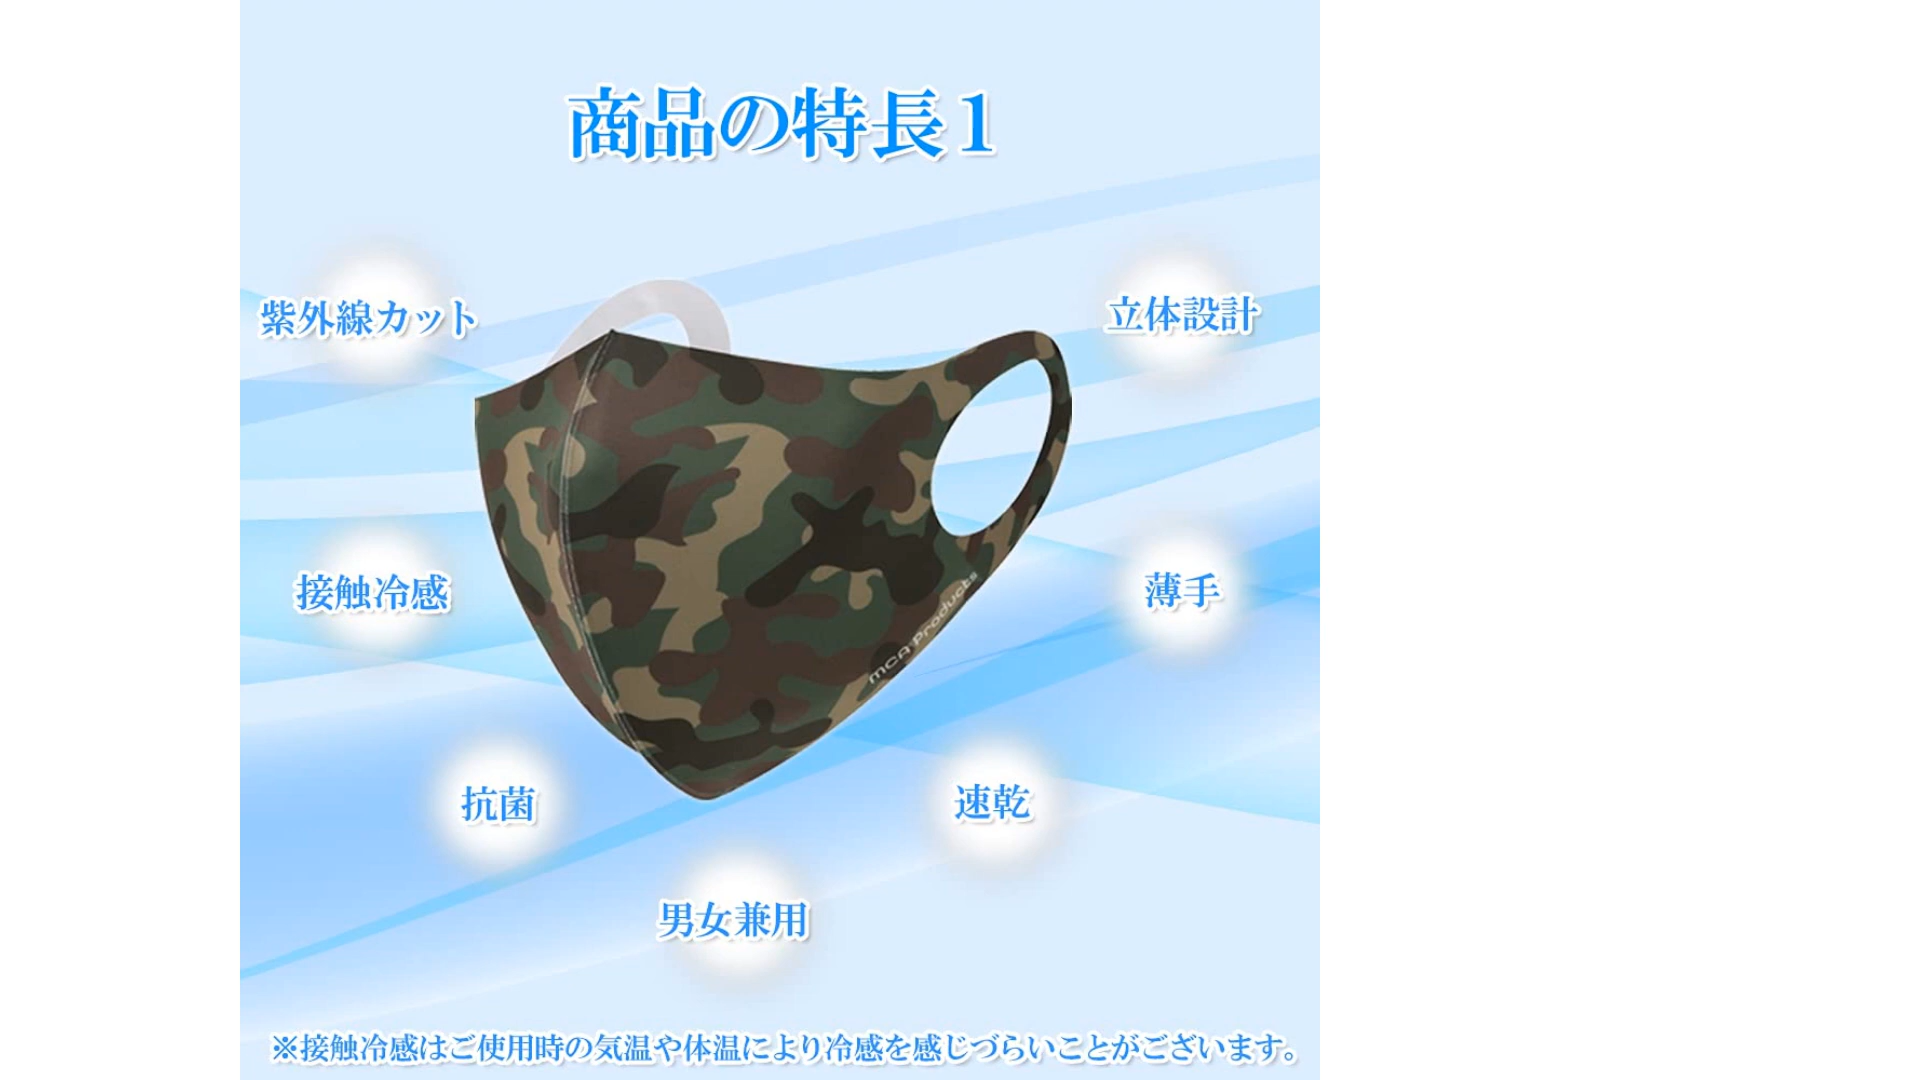 商品の特長１
紫外線カット
立体設計
接触冷感
薄手
MCA Products
抗菌
速乾
男女兼用
※接触冷感はご使用時の気温や体温により冷感を感じづらいことがございます。